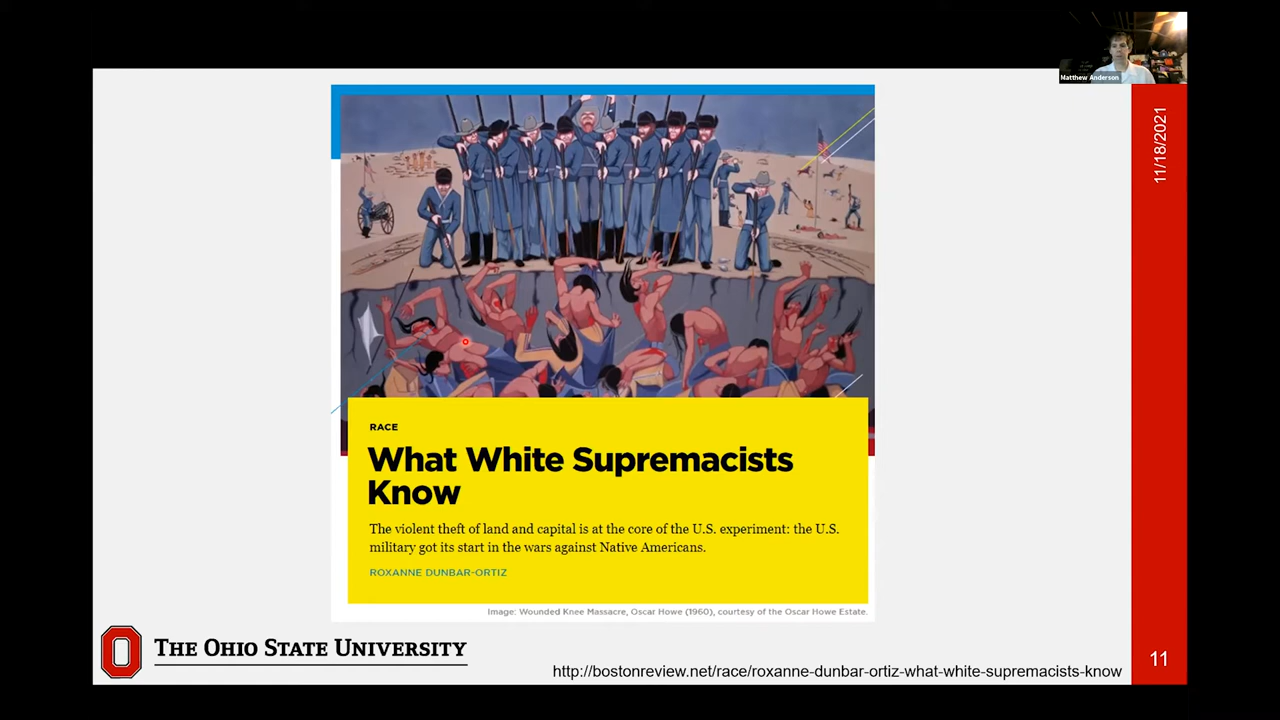 Matthew Anderson
11/18/2021
RACE
What White Supremacists
Know
The violent theft of land and capital is at the core of the U.S. experiment: the U.S.
military got its start in the wars against Native Americans.
ROXANNE DUNBAR-ORTIZ
Image: Wounded Knee Massacre, Oscar Howe (1960), courtesy of the Oscar Howe Estate.
THE OHIO STATE UNIVERSITY
http://bostonreview.net/race/roxanne-dunbar-ortiz-what-white-supremacists-know
11